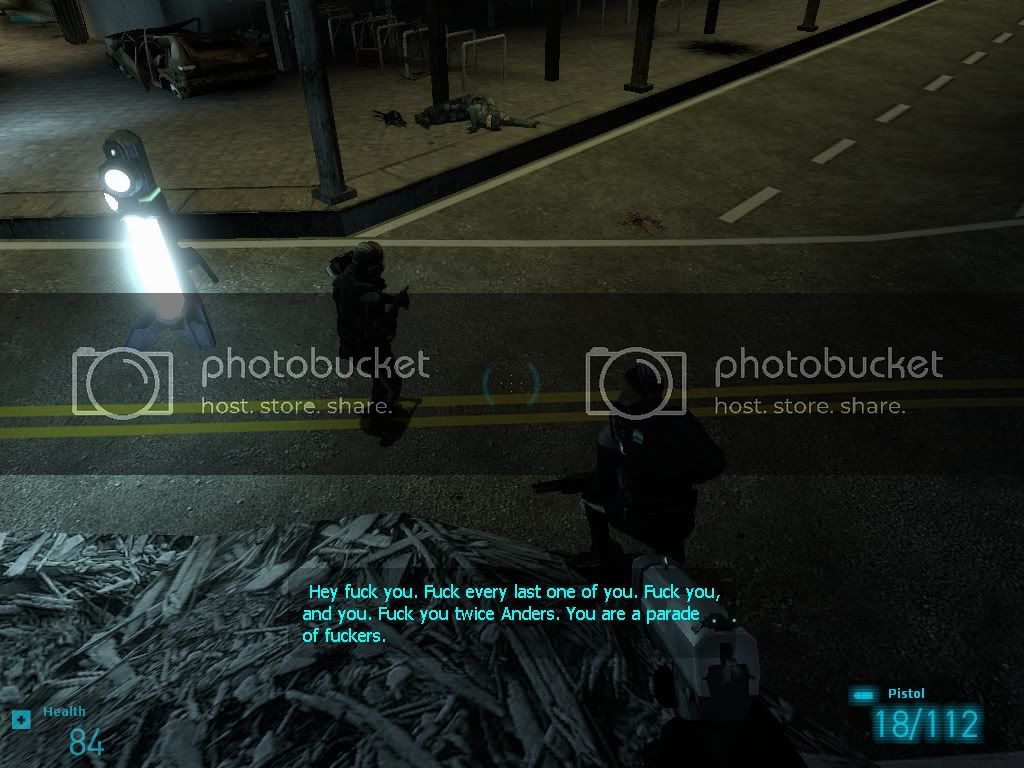 photobucket photobucket
host. store. share. host. store. share.
Hey fuck you. Fuck every last one of you. Fuck you,
and you. Fuck you twice Anders. You are a parade
of fuckers.
Health
84
Pistol
18/112